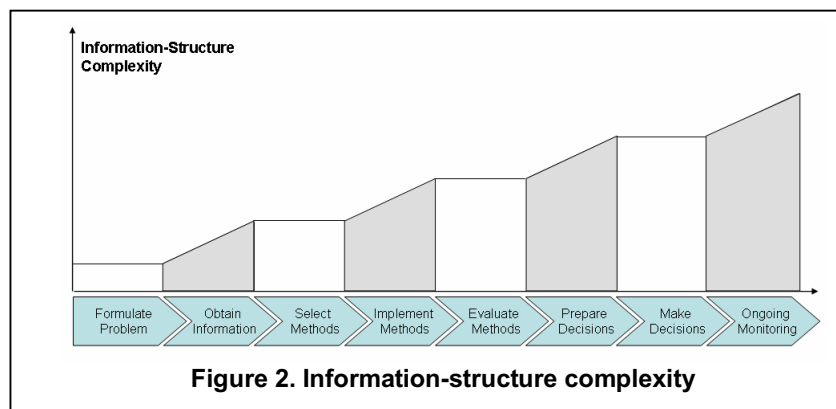 Information-Structure
Complexity
Formulate
Problem
Obtain
Information
Select
Methods
Implement
Methods
Evaluate
Methods
Prepare
Decisions
Make
Decisions
Ongoing
Monitoring
Figure 2. Information-structure complexity